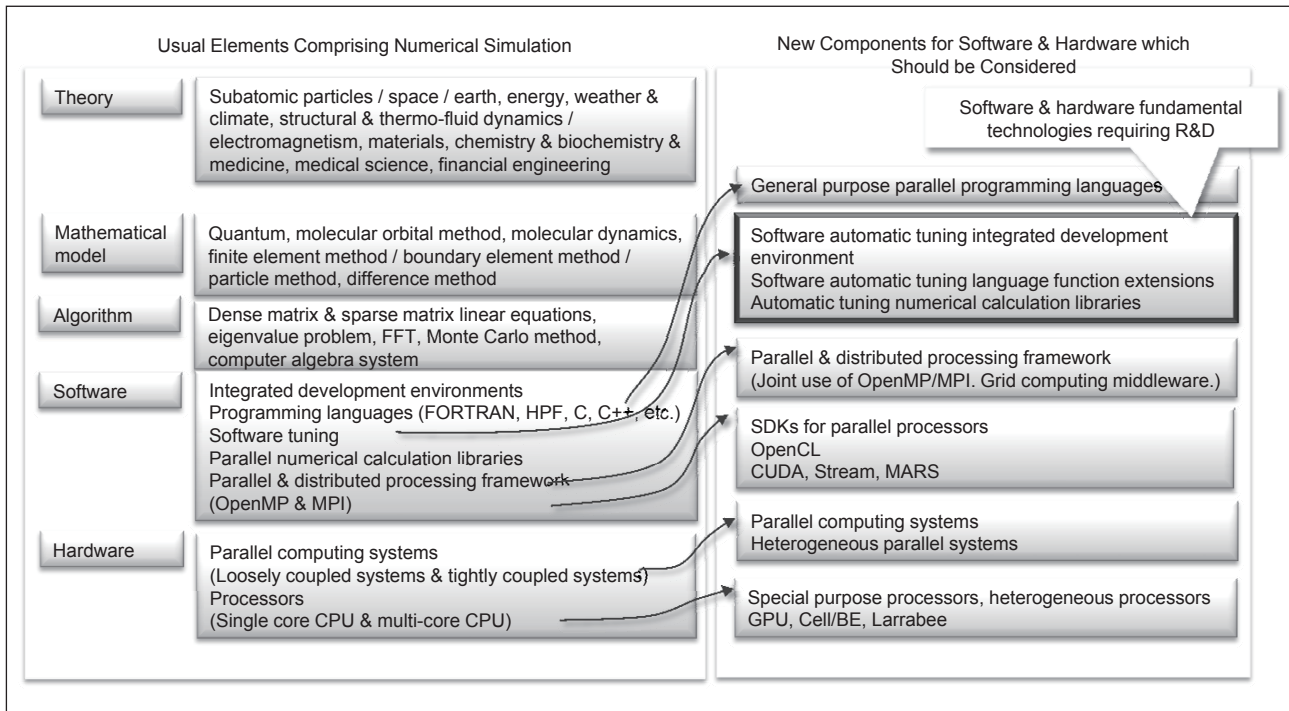 Usual Elements Comprising Numerical Simulation
Theory
Subatomic particles / space / earth, energy, weather &
climate, structural & thermo-fluid dynamics /
electromagnetism, materials, chemistry & biochemistry &
medicine, medical science, financial engineering
Mathematical
model
Quantum, molecular orbital method, molecular dynamics,
finite element method / boundary element method /
particle method, difference method
Algorithm
Dense matrix & sparse matrix linear equations,
eigenvalue problem, FFT, Monte Carlo method,
computer algebra system
Software
Integrated development environments
Programming languages (FORTRAN, HPF, C, C++, etc.)
Software tuning
Parallel numerical calculation libraries
Parallel & distributed processing framework
(OpenMP & MPI)
Hardware
Parallel computing systems
(Loosely coupled systems & tightly coupled systems)
Processors
(Single core CPU & multi-core CPU)
New Components for Software & Hardware which
Should be Considered
Software & hardware fundamental
technologies requiring R&D
General purpose parallel programming languages
Software automatic tuning integrated development
environment
Software automatic tuning language function extensions
Automatic tuning numerical calculation libraries
Parallel & distributed processing framework
(Joint use of OpenMP/MPI. Grid computing middleware.)
SDKs for parallel processors
OpenCL
CUDA, Stream, MARS
Parallel computing systems
Heterogeneous parallel systems
Special purpose processors, heterogeneous processors
GPU, Cell/BE, Larrabee